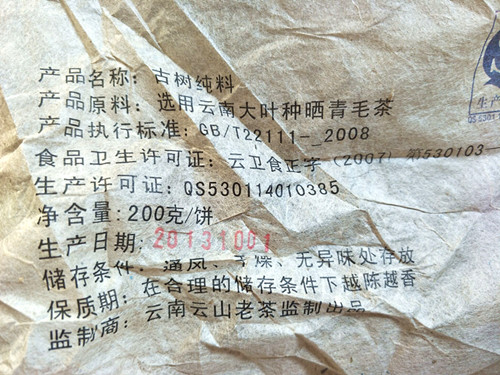 产品名称：古树纯料
产品原料：选用云南大叶种晒青毛茶
产品执行标准：GB/T22111-_2008
食品卫生许可证：云卫食正字（2007）第530103-
生产许可证：QS530114010385
净含量：200克/饼
生产日期：20131001
储存条件、通风、干燥、无异味处存放
保质期：在合理的储存条件下越陈越香
监制商：云南云山老茶监制出品